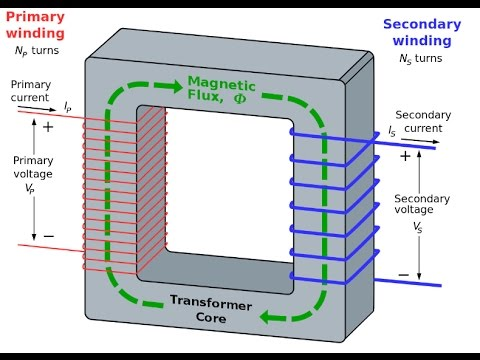 Primary
winding
NP turns
Secondary
winding
NS turns
Magnetic
Flux, Φ
Primary
current
IP
+
Primary
voltage
VP
−
IS
Secondary
current
+
Secondary
voltage
VS
−
Transformer
Core